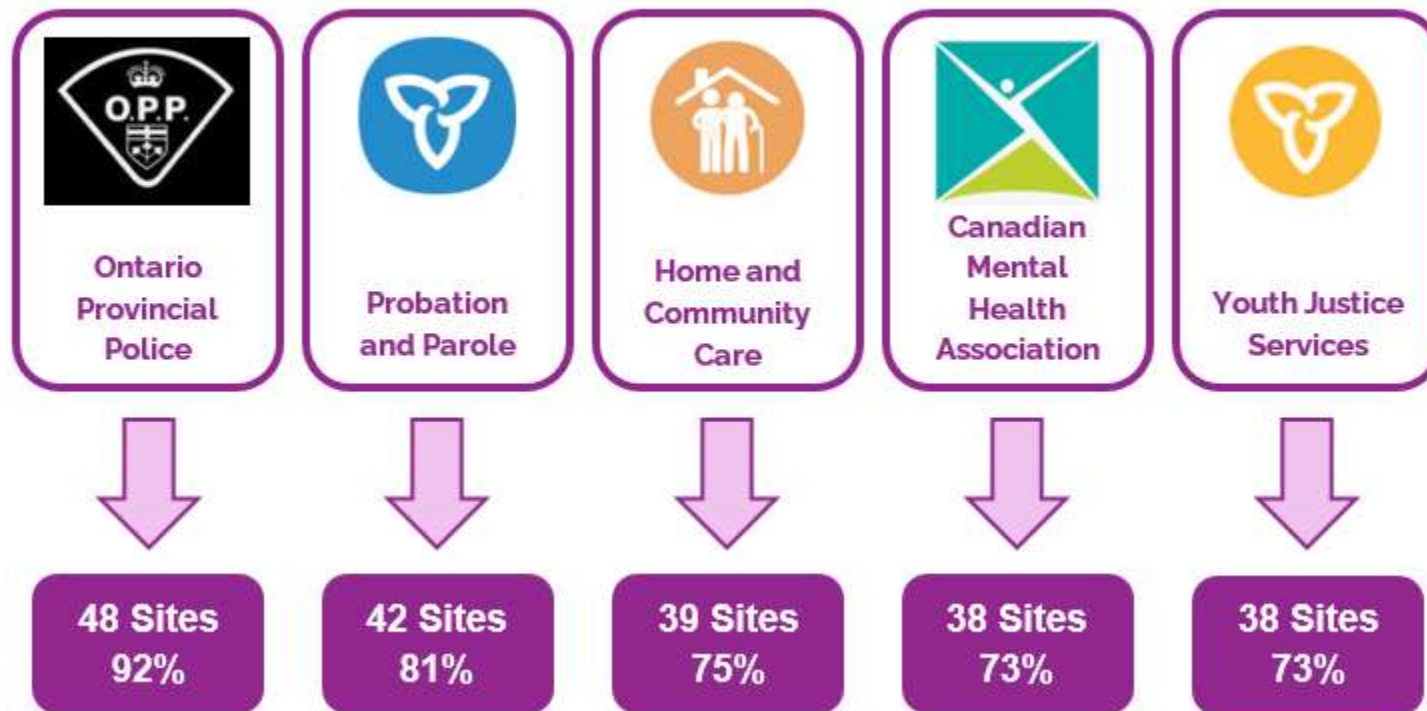 O.P.P.
Ontario
Provincial
Police
Probation
and Parole
Home and
Community
Care
Canadian
Mental
Health
Association
Youth Justice
Services
48 Sites
92%
42 Sites
81%
39 Sites
75%
38 Sites
73%
38 Sites
73%